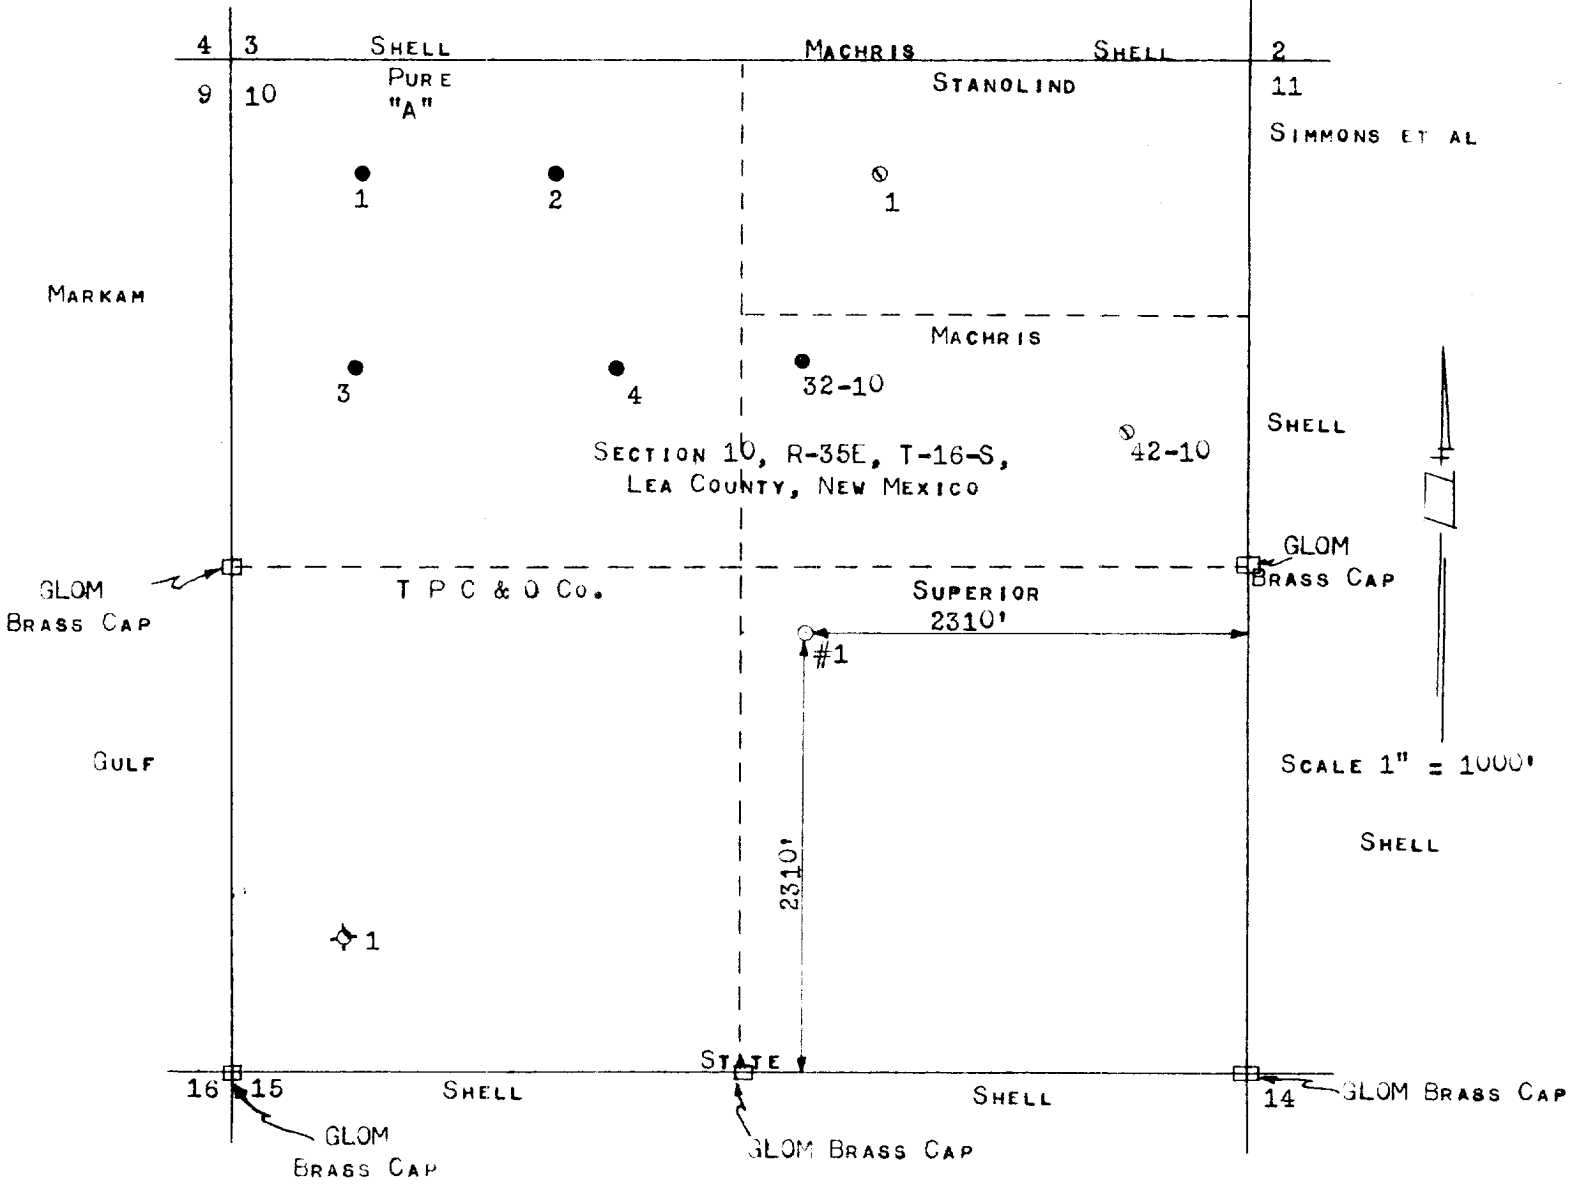 4 3 SHELL MACHRIS SHELL 2
9 10 PURE STANOLIND 11
"A"
SIMMONS ET AL
1 2 1
MARKAM
MACHRIS
3 4 32-10
SHELL
42-10
SECTION 10, R-35E, T-16-S,
LEA COUNTY, NEW MEXICO
GLOM
BRASS CAP
GLOM
BRASS CAP
T P C & O Co.
SUPERIOR
2310'
#1
GULF
SCALE 1" = 1000'
N
SHELL
2310'
1
STATE
16 15 SHELL SHELL 14
GLOM BRASS CAP
GLOM
BRASS CAP
GLOM BRASS CAP